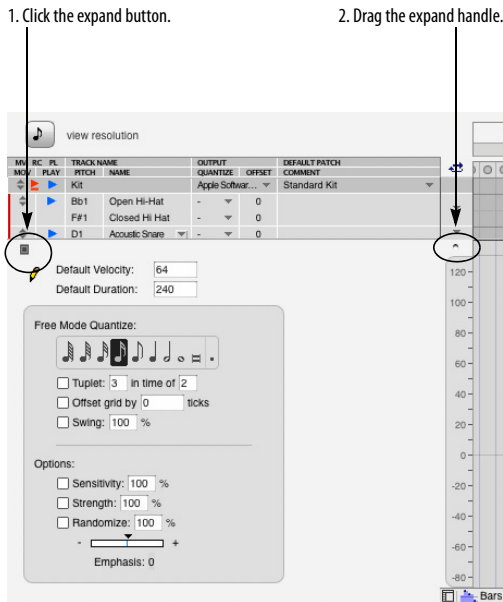 1. Click the expand button.
2. Drag the expand handle.
view resolution
MV RC PL TRACK NAME OUTPUT DEFAULT PATCH
MOV PLAY PITCH NAME QUANTIZE OFFSET COMMENT
Kit Apple Softwar... Standard Kit
Bb1 Open Hi-Hat - 0
F#1 Closed Hi Hat - 0
D1 Acoustic Snare - 0
Default Velocity: 64
Default Duration: 240
Free Mode Quantize:
Tuplet: 3 in time of 2
Offset grid by 0 ticks
Swing: 100 %
Options:
Sensitivity: 100 %
Strength: 100 %
Randomize: 100 %
- +
Emphasis: 0
120
100
80
60
40
20
0
-20
-40
-60
-80
Bars